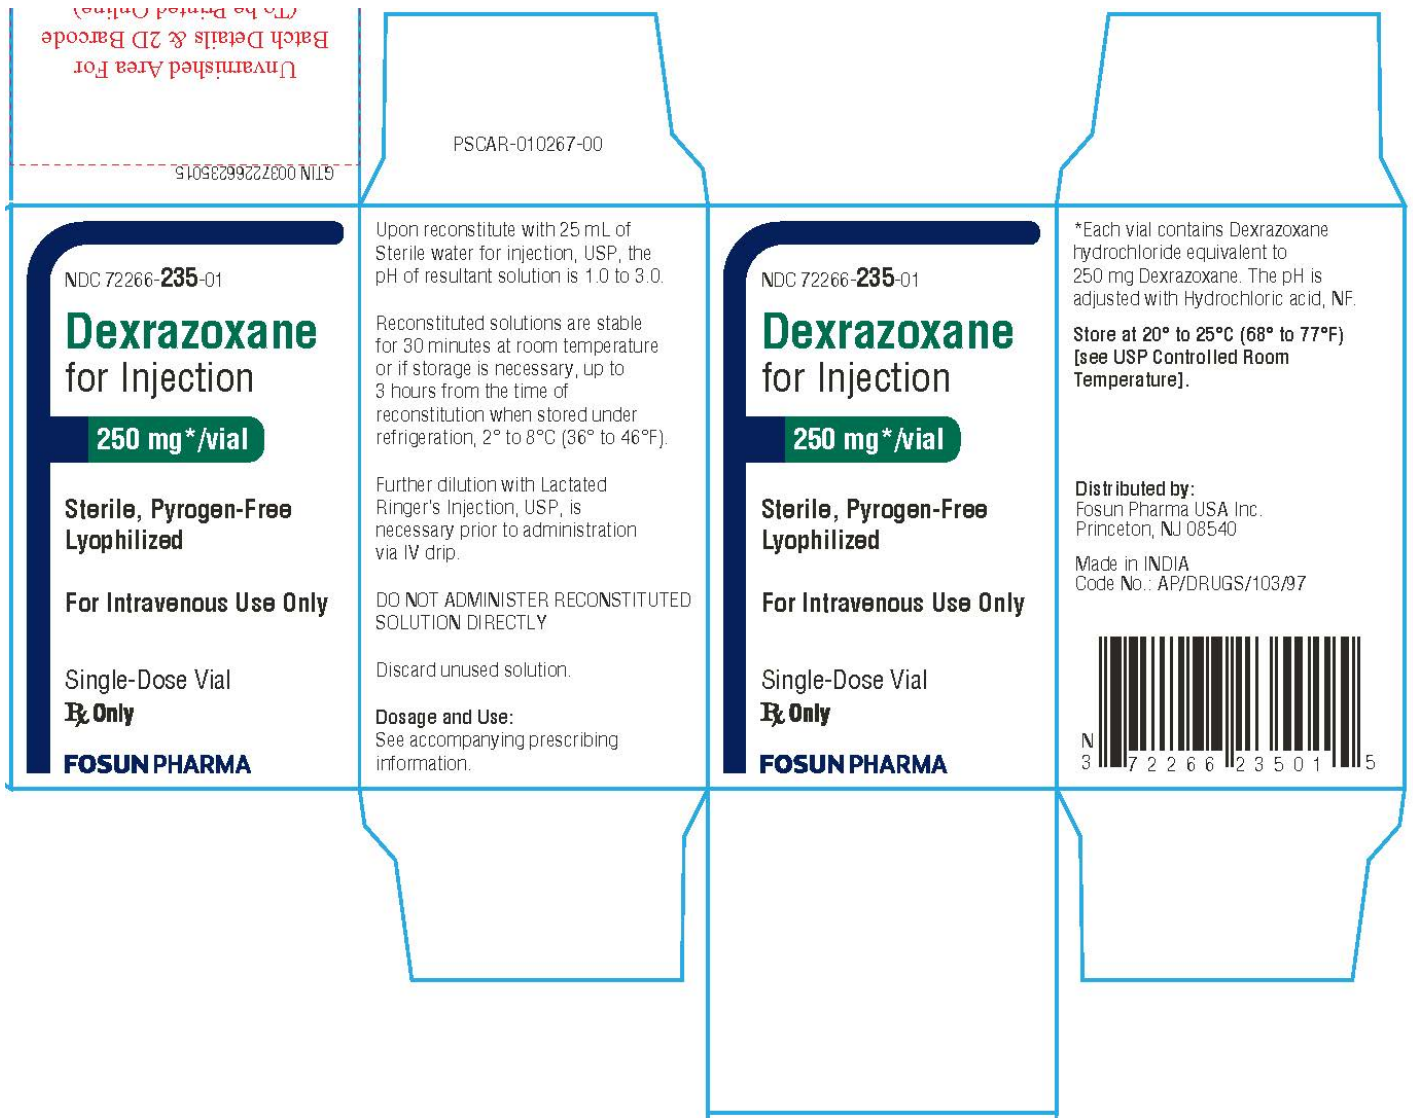 (To be Printed Online)
Batch Details & 2D Barcode
Unvarnished Area For
GTIN 00372266235015
PSCAR-010267-00
NDC 72266-235-01
Dexrazoxane
for Injection
250 mg*/vial
Sterile, Pyrogen-Free
Lyophilized
For Intravenous Use Only
Single-Dose Vial
Rx Only
FOSUN PHARMA
Upon reconstitute with 25 mL of
Sterile water for injection, USP, the
pH of resultant solution is 1.0 to 3.0.
Reconstituted solutions are stable
for 30 minutes at room temperature
or if storage is necessary, up to
3 hours from the time of
reconstitution when stored under
refrigeration, 2° to 8°C (36° to 46°F).
Further dilution with Lactated
Ringer's Injection, USP, is
necessary prior to administration
via IV drip.
DO NOT ADMINISTER RECONSTITUTED
SOLUTION DIRECTLY
Discard unused solution.
Dosage and Use:
See accompanying prescribing
information.
NDC 72266-235-01
Dexrazoxane
for Injection
250 mg*/vial
Sterile, Pyrogen-Free
Lyophilized
For Intravenous Use Only
Single-Dose Vial
Rx Only
FOSUN PHARMA
*Each vial contains Dexrazoxane
hydrochloride equivalent to
250 mg Dexrazoxane. The pH is
adjusted with Hydrochloric acid, NF.
Store at 20° to 25°C (68° to 77°F)
[see USP Controlled Room
Temperature].
Distributed by:
Fosun Pharma USA Inc.
Princeton, NJ 08540
Made in INDIA
Code No.: AP/DRUGS/103/97
N
3 72266 23501 5